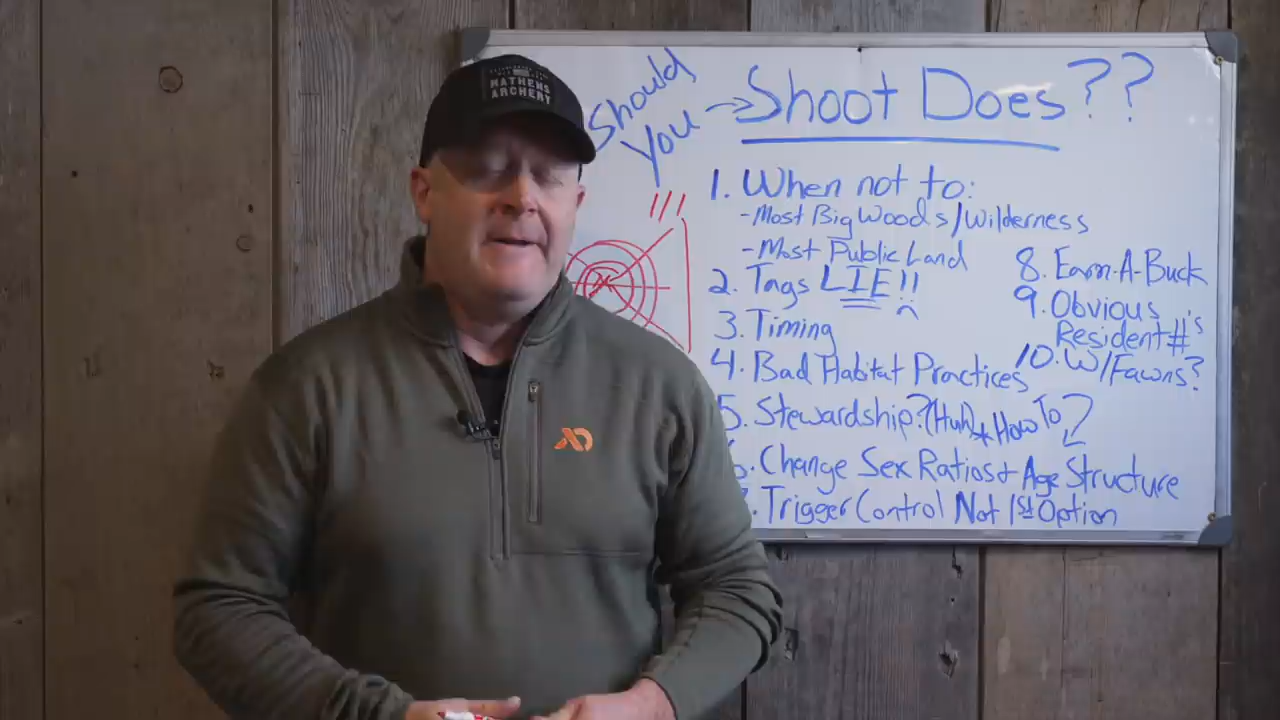 MATHEWS
ARCHERY
Should
You → Shoot Does??
1. When not to:
-Most Big Woods/Wilderness
-Most Public Land
2. Tags LIE!!
3. Timing
4. Bad Habitat Practices
5. Stewardship? (Huh) + How To
. Change Sex Ratios + Age Structure
. Trigger Control Not 1st Option
8. Earn-A-Buck
9. Obvious
Resident #'s
10. W/Fawns?